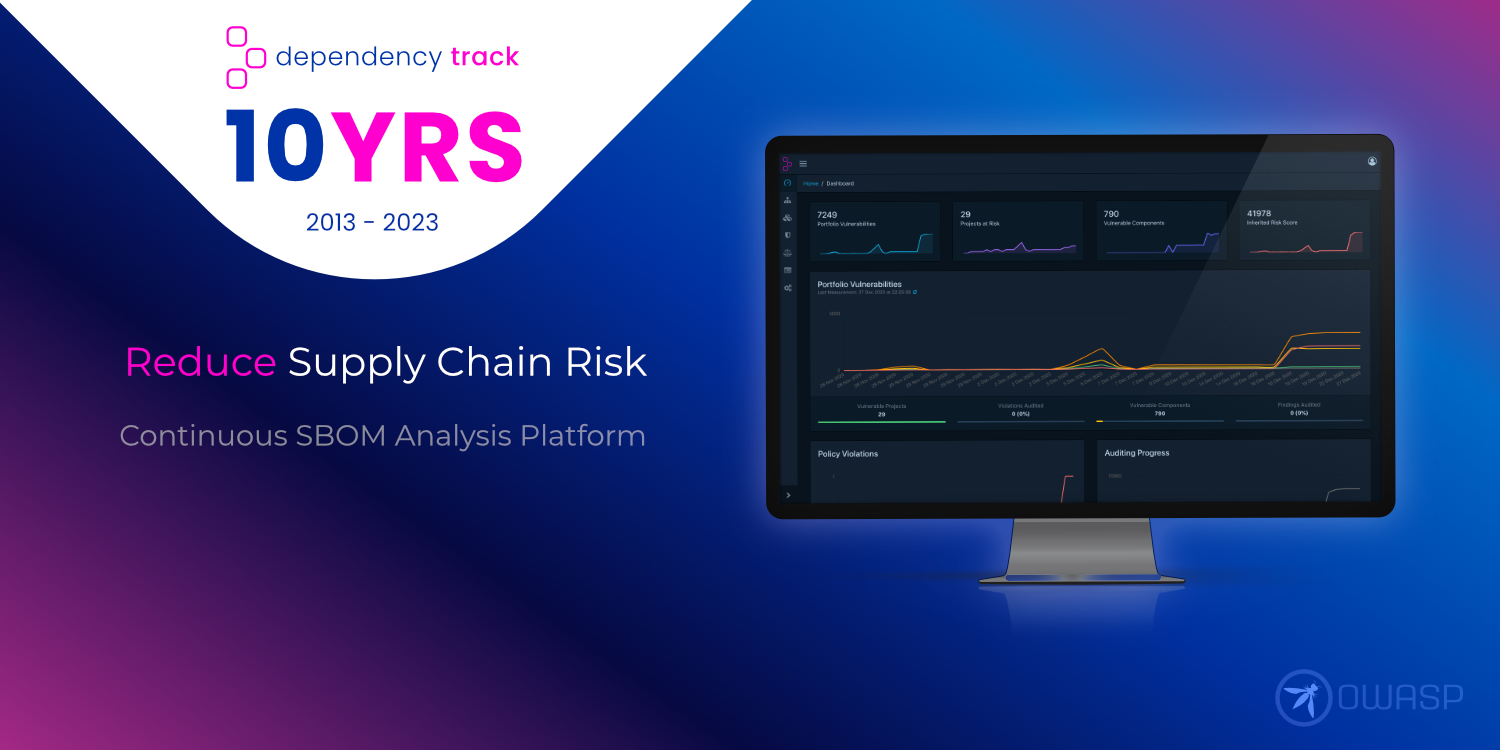 dependency track
10YRS
2013 - 2023
Reduce Supply Chain Risk
Continuous SBOM Analysis Platform
Home / Dashboard
7249
Portfolio Vulnerabilities
29
Projects at Risk
790
Vulnerable Components
41978
Inherited Risk Score
Portfolio Vulnerabilities
Vulnerable Projects
29
Violations Audited
0 (0%)
Vulnerable Components
790
Findings Audited
0 (0%)
Policy Violations
Auditing Progress
OWASP